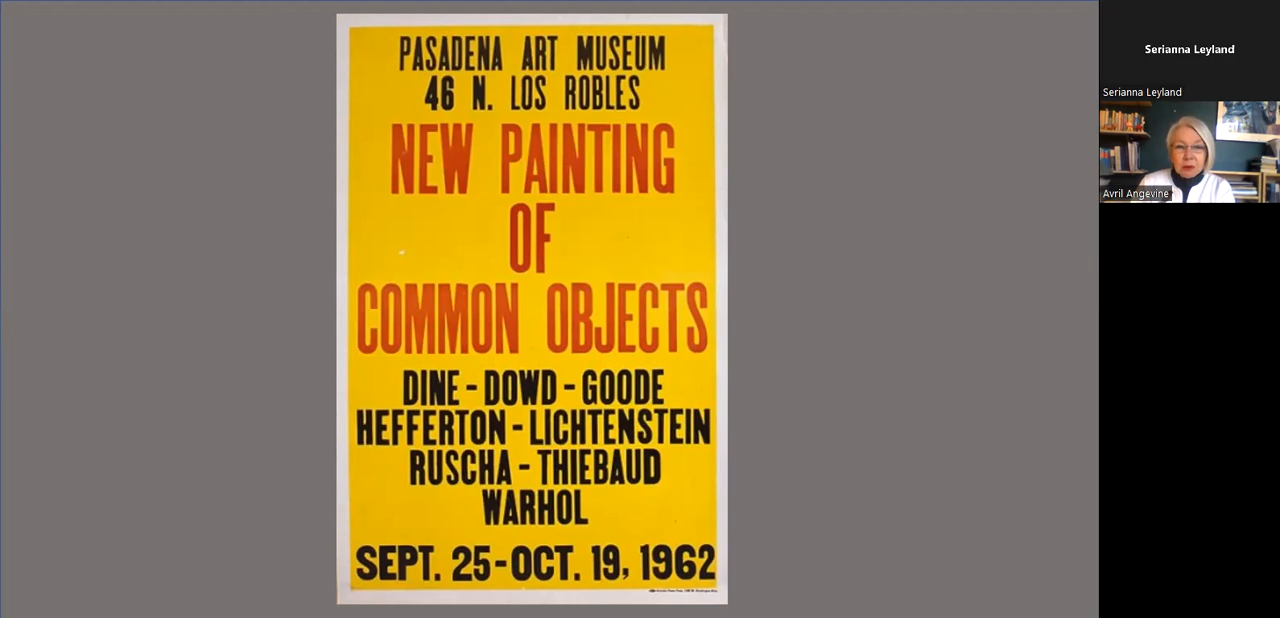 PASADENA ART MUSEUM
46 N. LOS ROBLES
NEW PAINTING
OF
COMMON OBJECTS
DINE - DOWD - GOODE
HEFFERTON - LICHTENSTEIN
RUSCHA - THIEBAUD
WARHOL
SEPT. 25 - OCT. 19, 1962
Serianna Leyland
Serianna Leyland
Avril Angevine